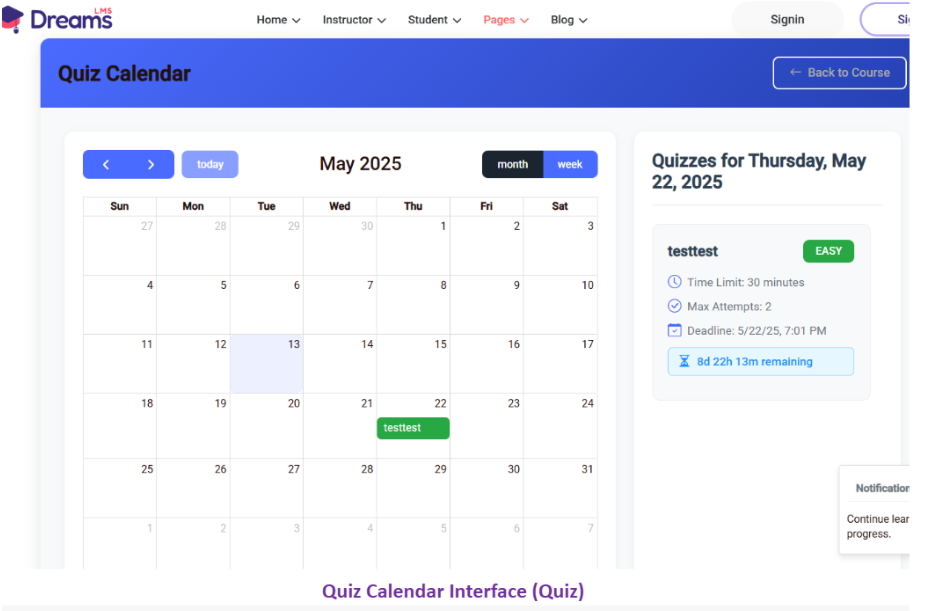 Dreams LMS
Home Instructor Student Pages Blog Signin
Quiz Calendar
← Back to Course
today
May 2025
month week
Sun Mon Tue Wed Thu Fri Sat
27 28 29 30 1 2 3
4 5 6 7 8 9 10
11 12 13 14 15 16 17
18 19 20 21 22 23 24
testtest
25 26 27 28 29 30 31
1 2 3 4 5 6 7
Quizzes for Thursday, May
22, 2025
testtest EASY
Time Limit: 30 minutes
Max Attempts: 2
Deadline: 5/22/25, 7:01 PM
8d 22h 13m remaining
Notification
Continue lear
progress.
Quiz Calendar Interface (Quiz)